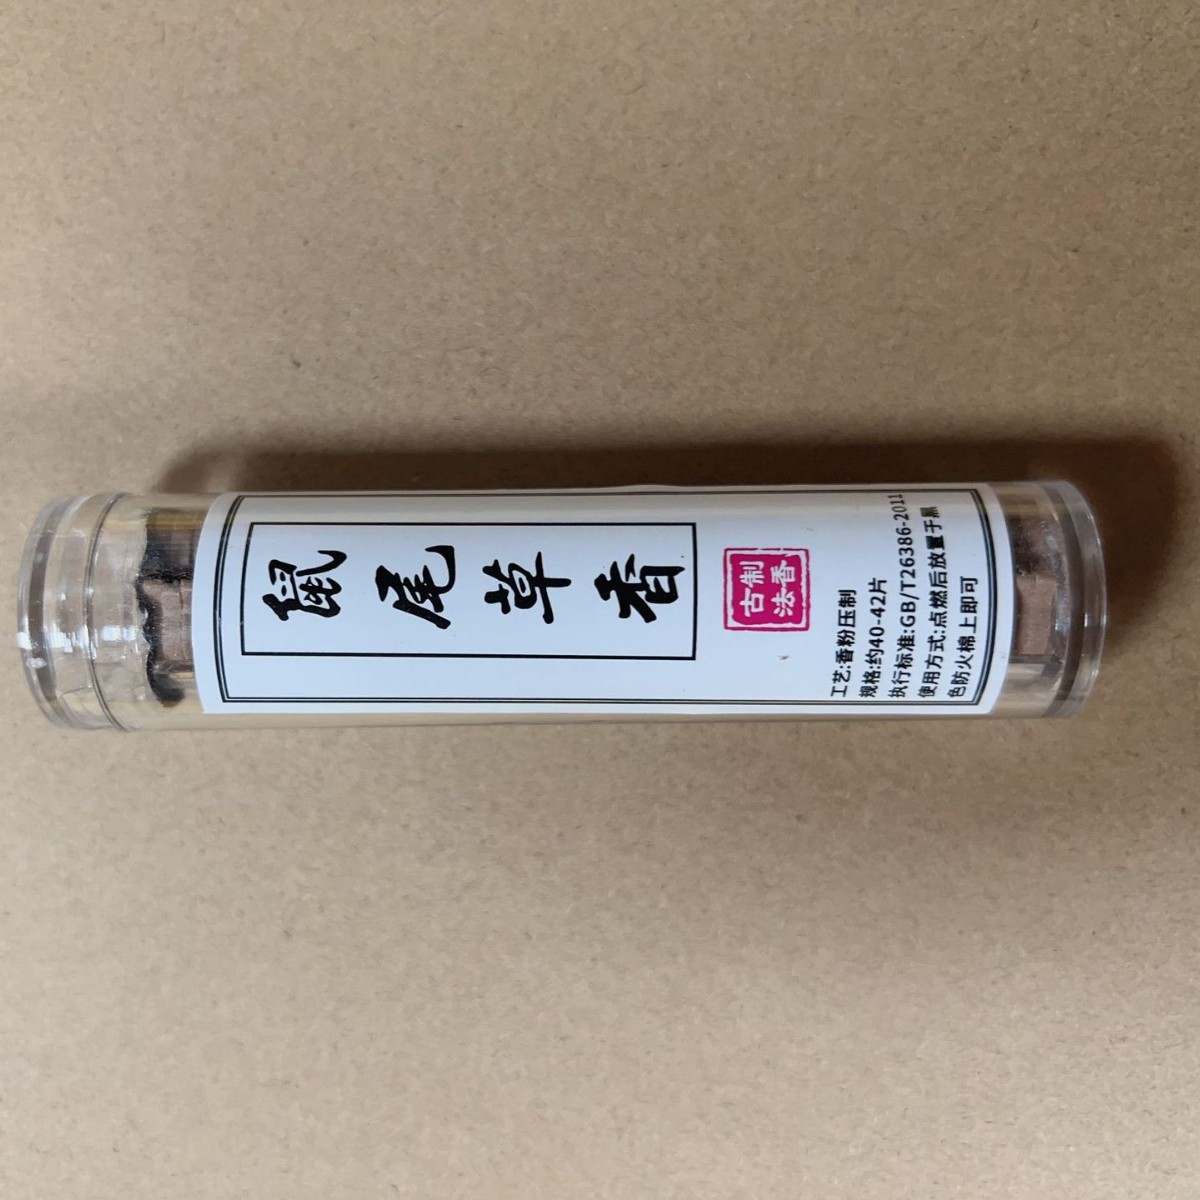 鼠尾草香
古制
法香
工艺:香粉压制
规格:约40-42片
执行标准:GB/T26386-2011
使用方式:点燃后放置于黑
色防火棉上即可